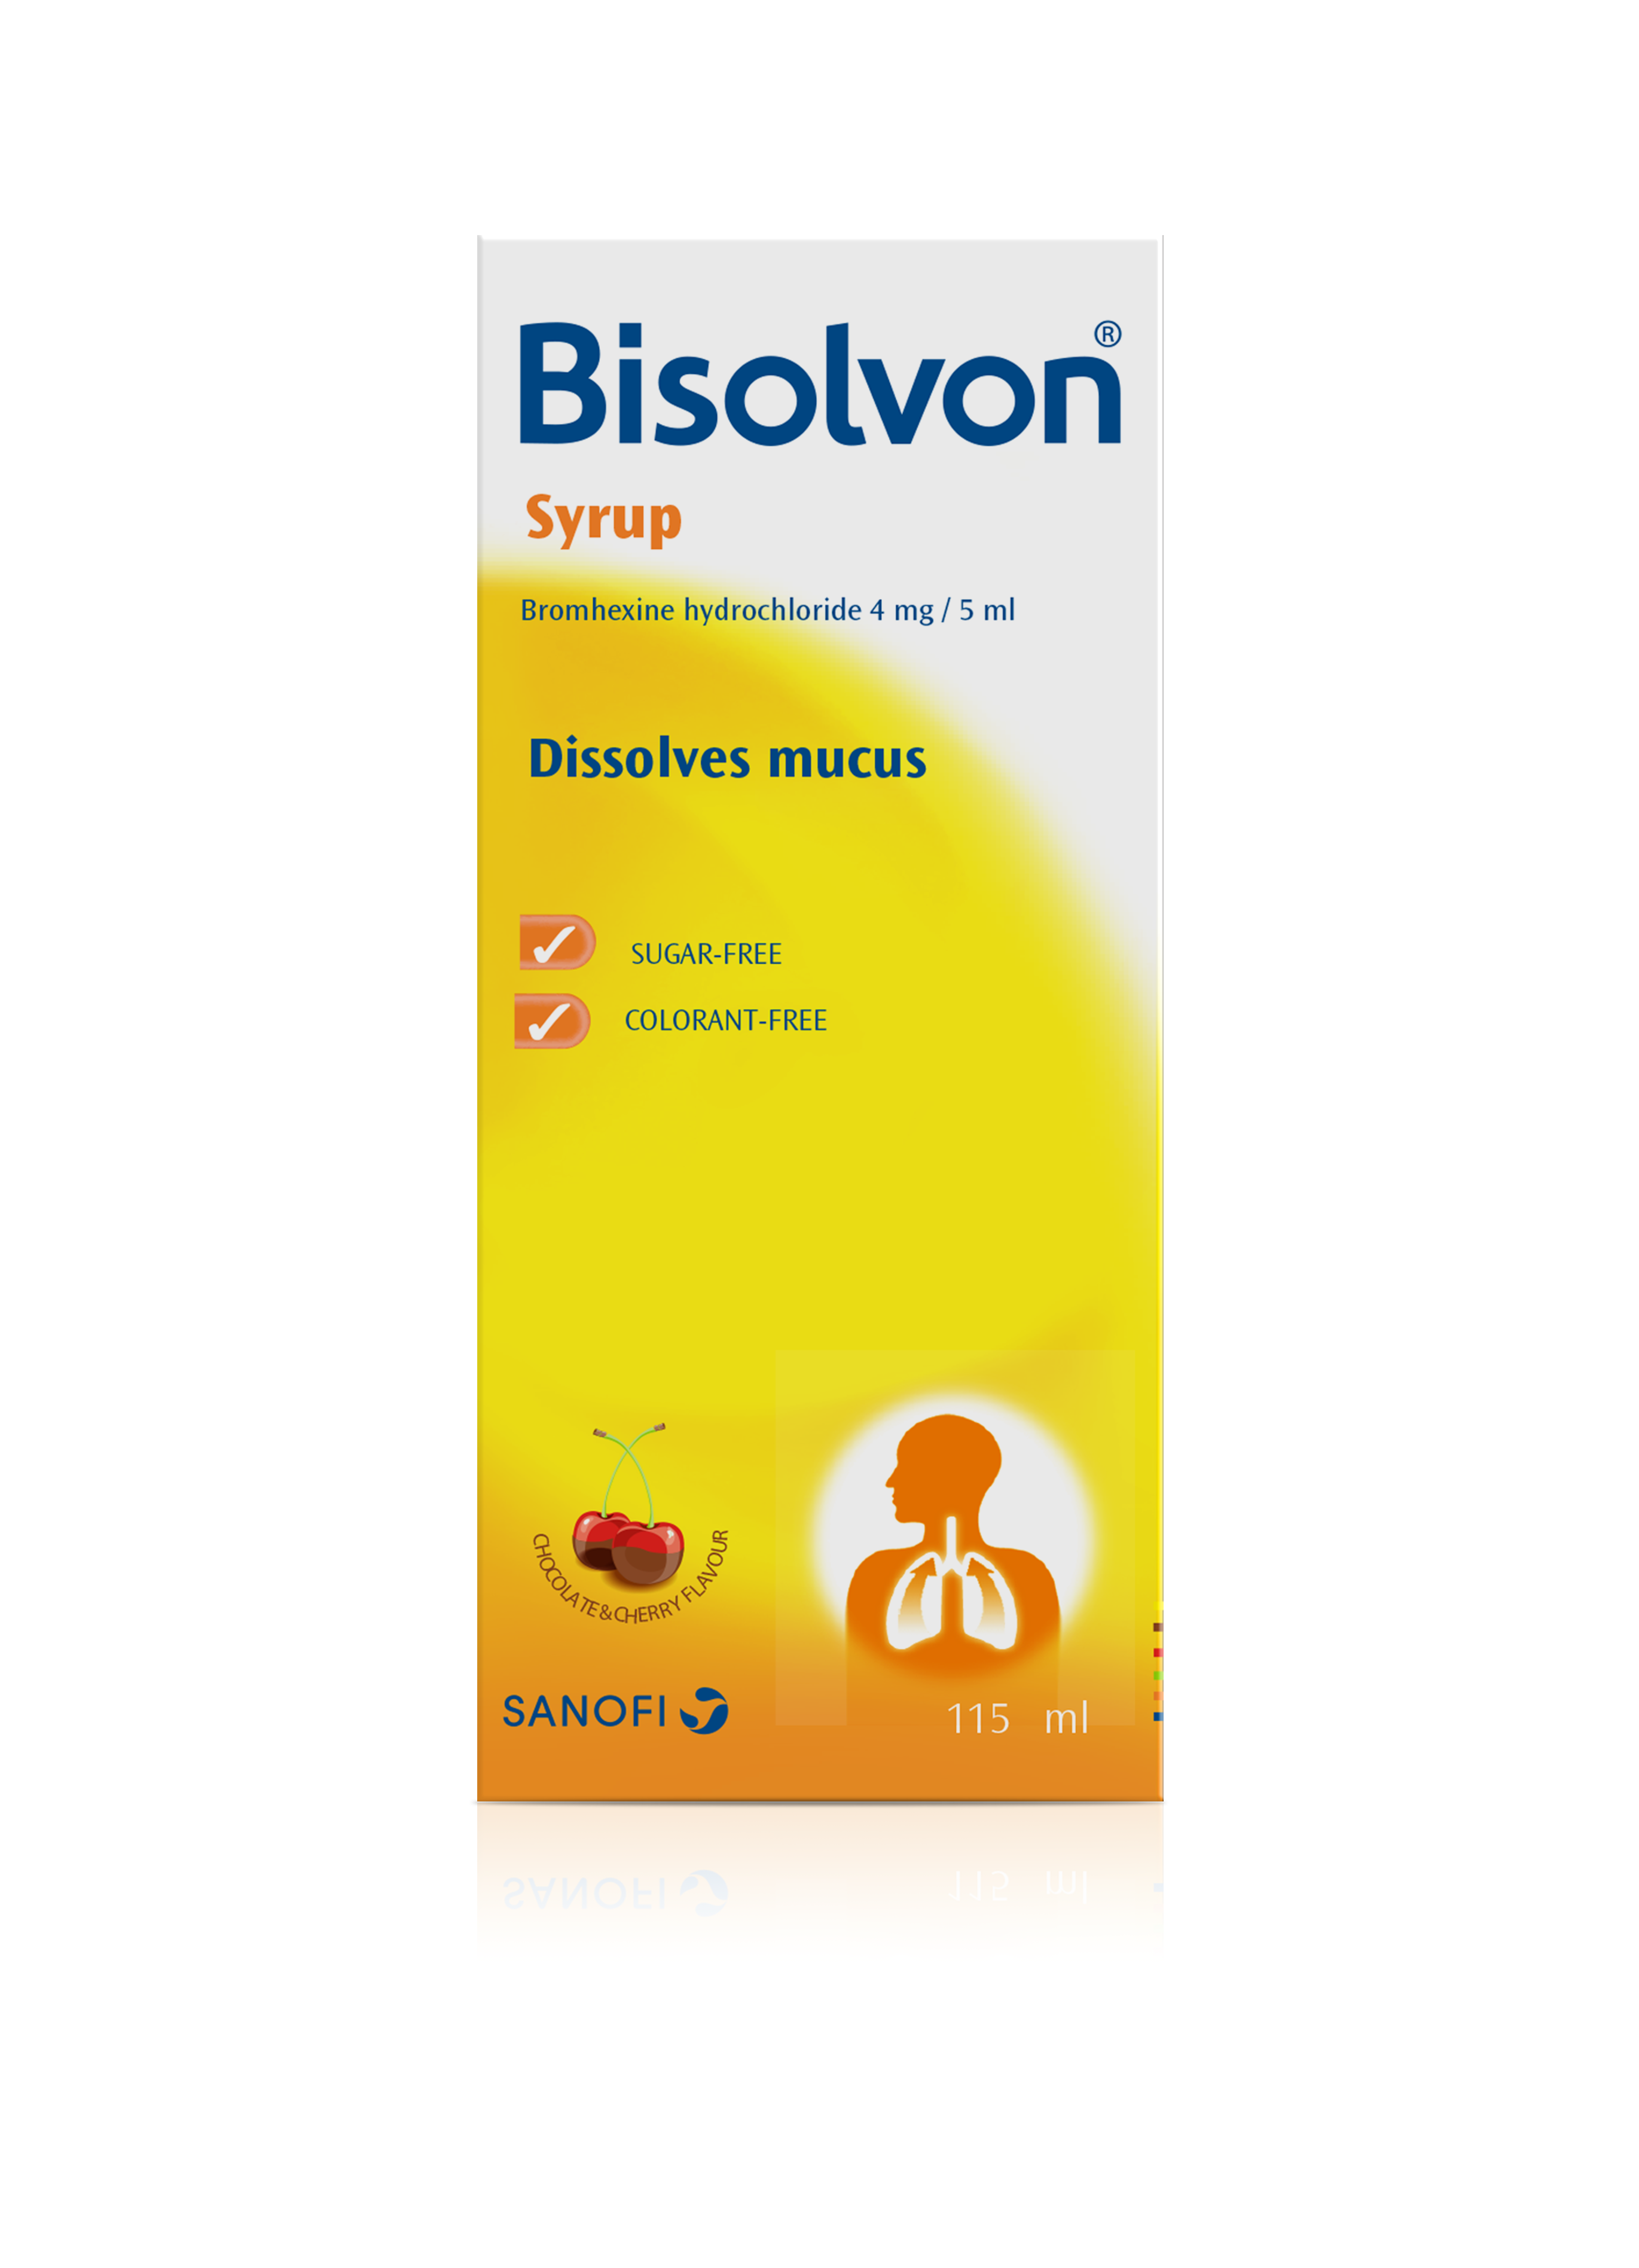 Bisolvon®
Syrup
Bromhexine hydrochloride 4 mg / 5 ml
Dissolves mucus
SUGAR-FREE
COLORANT-FREE
CHOCOLATE & CHERRY FLAVOUR
SANOFI
115 ml